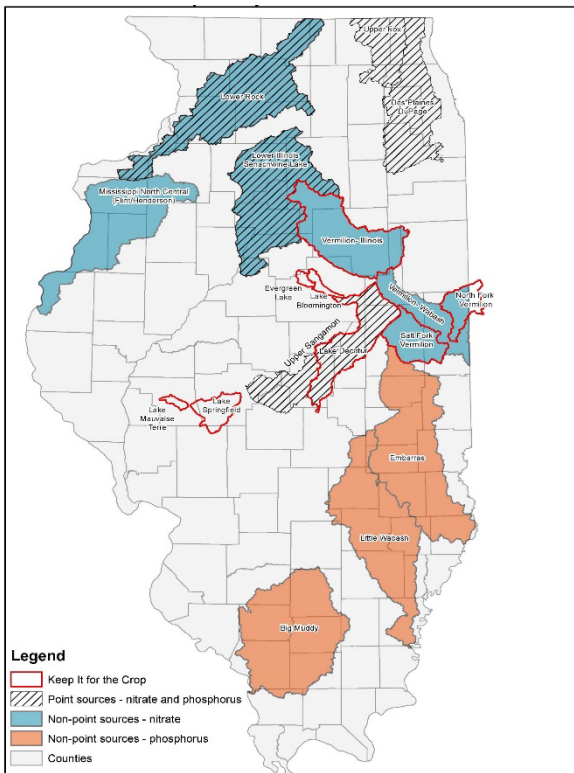 Upper Fox
Des Plaines
DuPage
Lower Rock
Lower Illinois
Senachwine Lake
Mississippi North Central
(Flint/Henderson)
Vermilion- Illinois
Evergreen
Lake
Lake
Bloomington
Vermilion- Wabash
North Fork
Vermilion
Salt Fork
Vermilion
Upper Sangamon
Lake Decatur
Lake
Mauvaise
Terre
Lake
Springfield
Embarras
Little Wabash
Big Muddy
Legend
Keep It for the Crop
Point sources - nitrate and phosphorus
Non-point sources - nitrate
Non-point sources - phosphorus
Counties